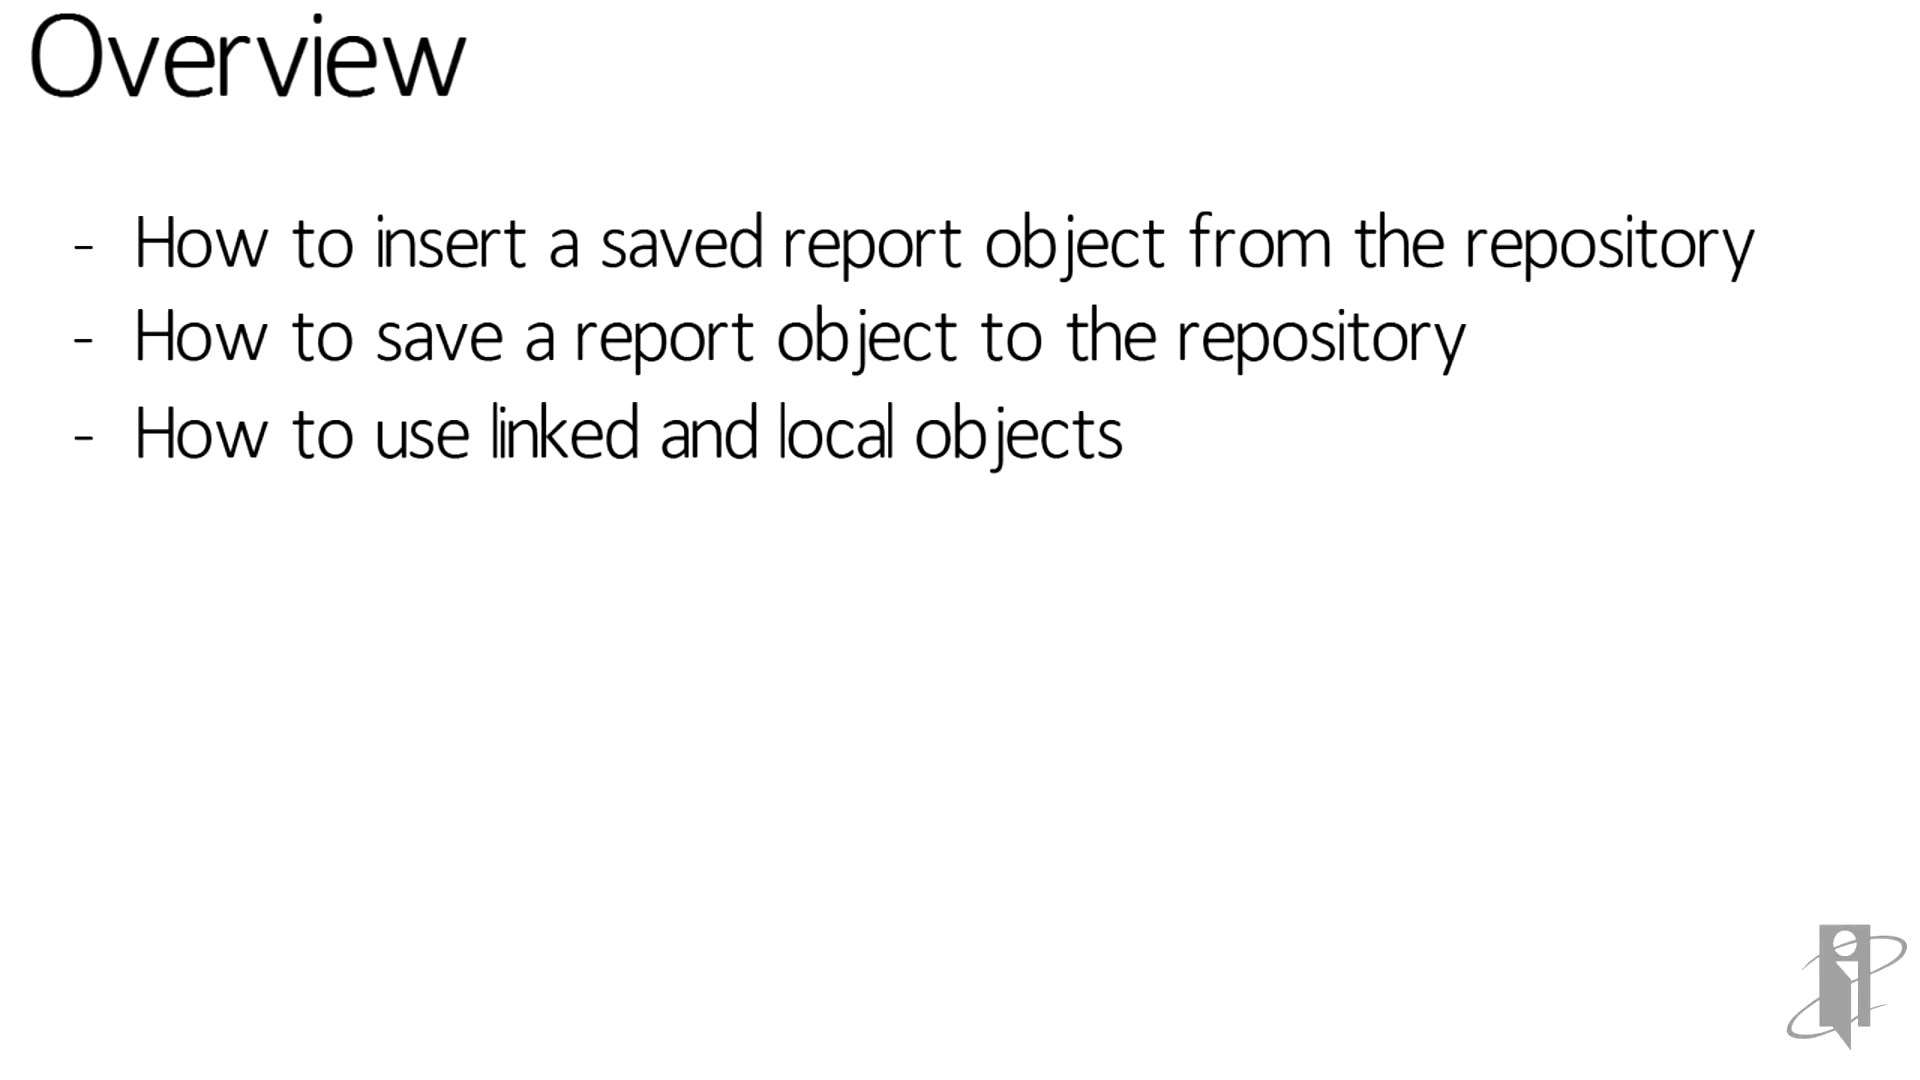 Overview
- How to insert a saved report object from the repository
- How to save a report object to the repository
- How to use linked and local objects